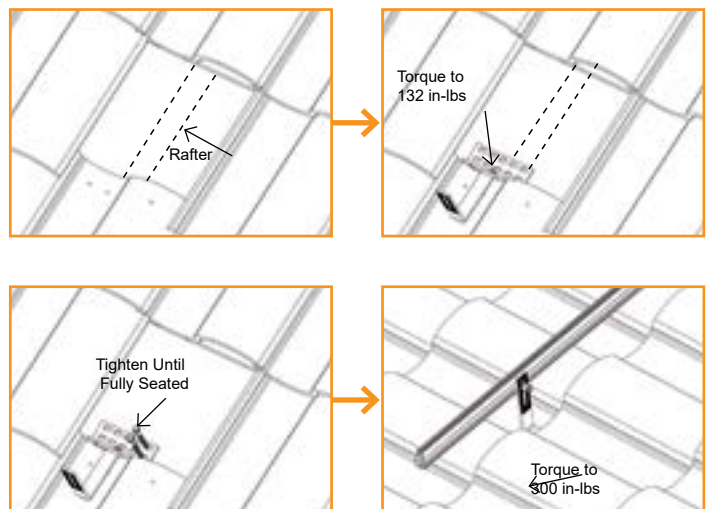 Rafter
Torque to
132 in-lbs
Tighten Until
Fully Seated
Torque to
300 in-lbs